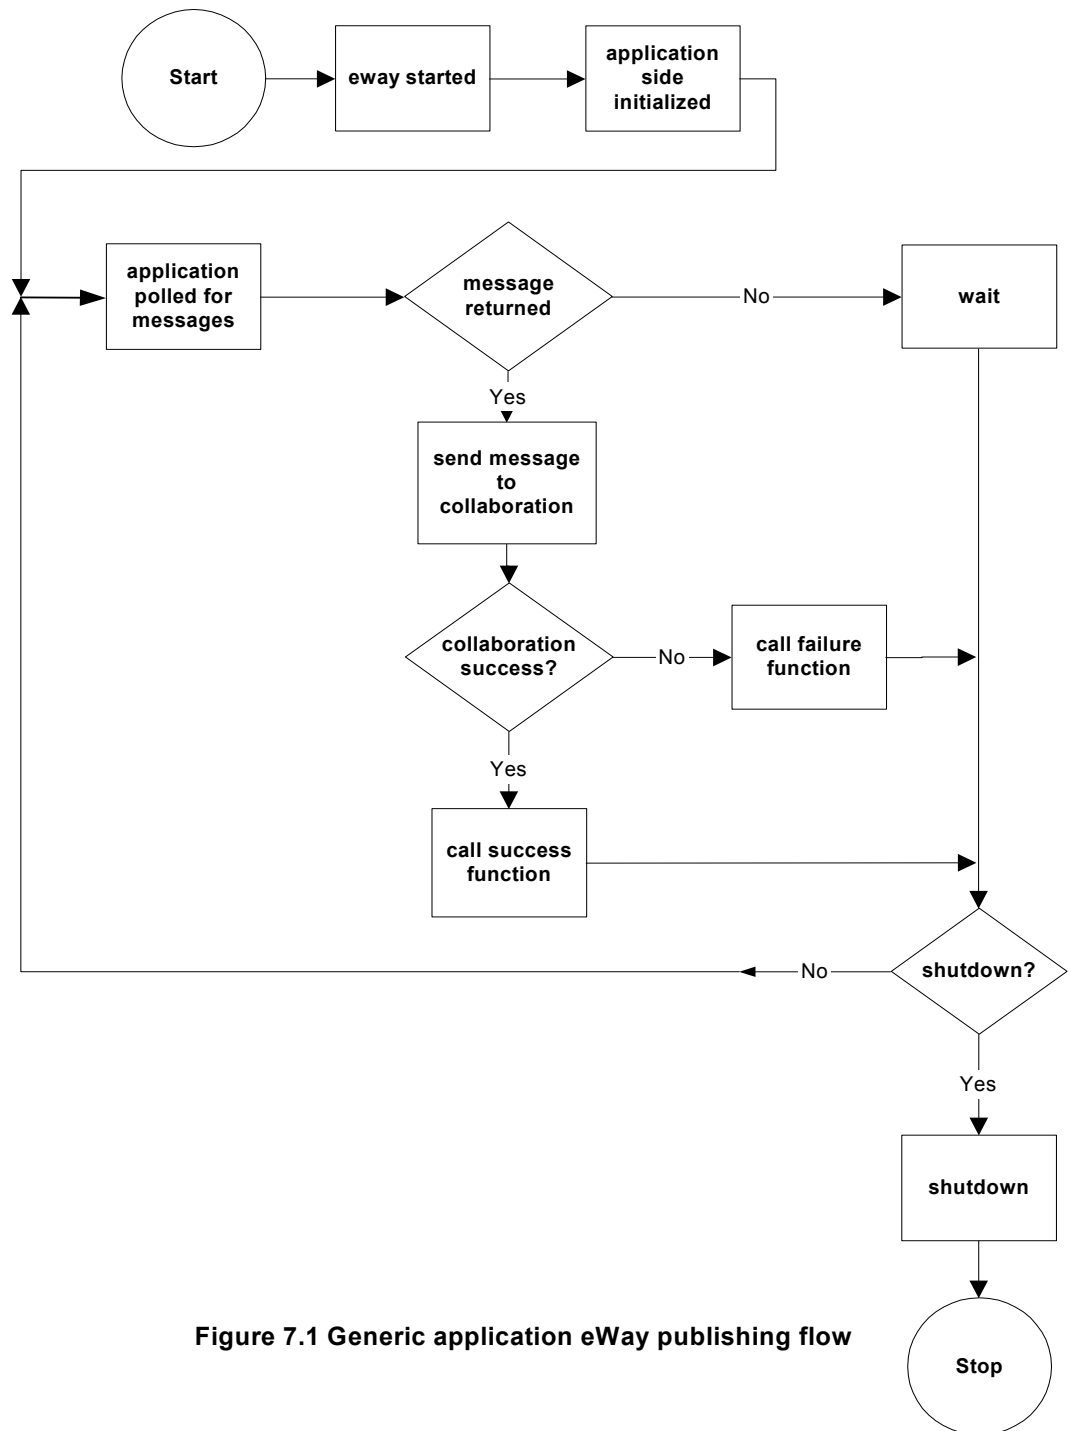 Start
eway started
application
side
initialized
application
polled for
messages
message
returned
No
wait
Yes
send message
to
collaboration
collaboration
success?
No
call failure
function
Yes
call success
function
No
shutdown?
Yes
shutdown
Figure 7.1 Generic application eWay publishing flow
Stop